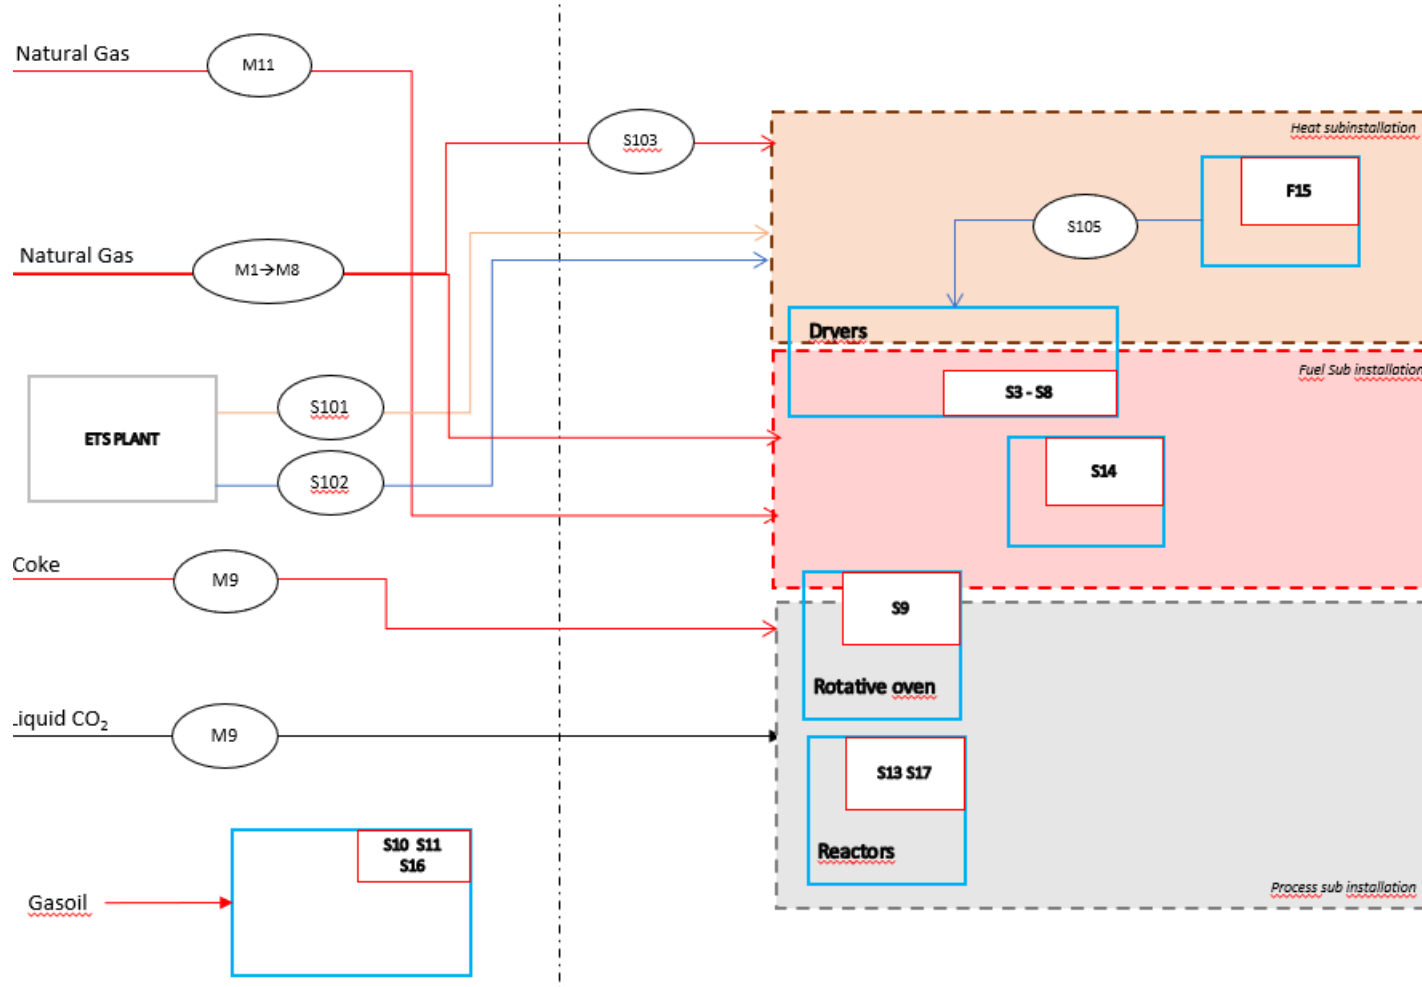 Natural Gas
M11
S103
Heat subinstallation
F15
S105
Natural Gas
M1→M8
Dryers
Fuel Sub installation
S3 - S8
S101
ETS PLANT
S102
S14
Coke
M9
S9
Rotative oven
Liquid CO₂
M9
S13 S17
Reactors
S10 S11
S16
Gasoil
Process sub installation